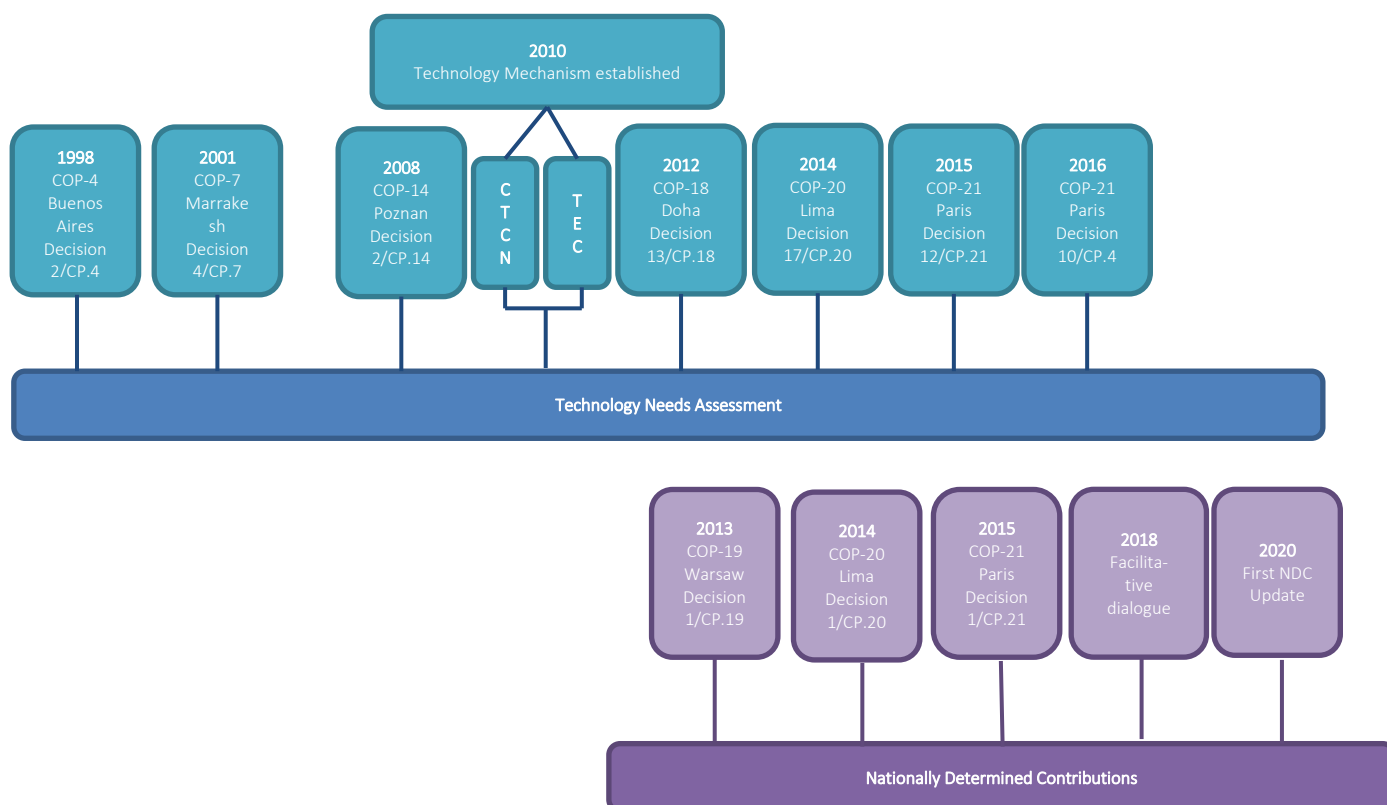 2010
Technology Mechanism established
1998
COP-4
Buenos
Aires
Decision
2/CP.4
2001
COP-7
Marrake
sh
Decision
4/CP.7
2008
COP-14
Poznan
Decision
2/CP.14
C
T
C
N
T
E
C
2012
COP-18
Doha
Decision
13/CP.18
2014
COP-20
Lima
Decision
17/CP.20
2015
COP-21
Paris
Decision
12/CP.21
2016
COP-21
Paris
Decision
10/CP.4
Technology Needs Assessment
2013
COP-19
Warsaw
Decision
1/CP.19
2014
COP-20
Lima
Decision
1/CP.20
2015
COP-21
Paris
Decision
1/CP.21
2018
Facilita-
tive
dialogue
2020
First NDC
Update
Nationally Determined Contributions